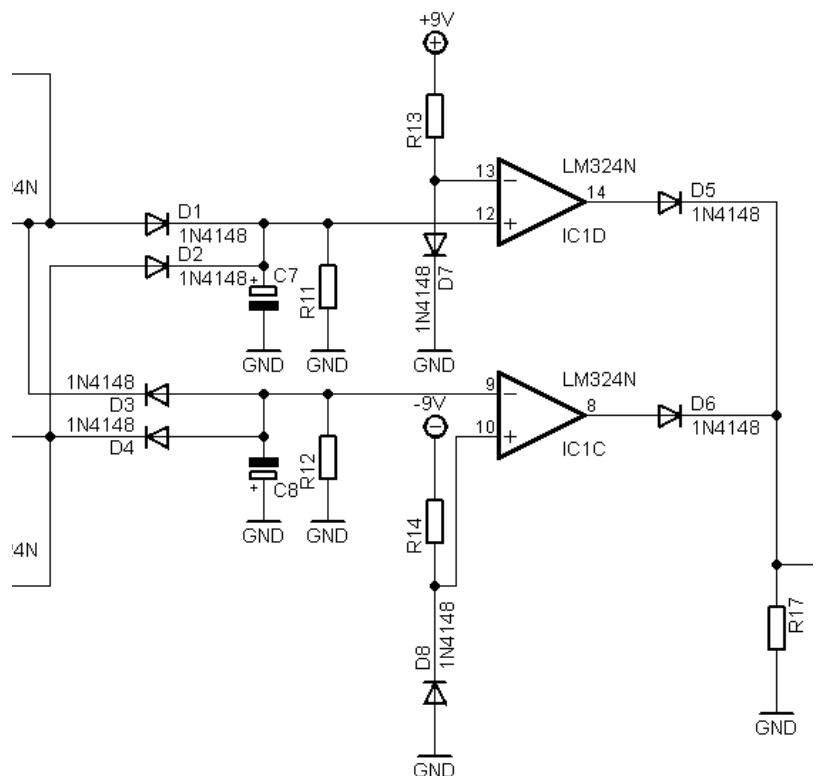 +9V
R13
13
LM324N
14
D5
1N4148
12
IC1D
24N
D1
1N4148
D2
1N4148
+
C7
R11
1N4148
D7
GND
GND
GND
1N4148
D3
1N4148
D4
9
LM324N
8
D6
1N4148
10
IC1C
-9V
R12
+
C8
R14
GND
GND
24N
D8
1N4148
R17
GND
GND